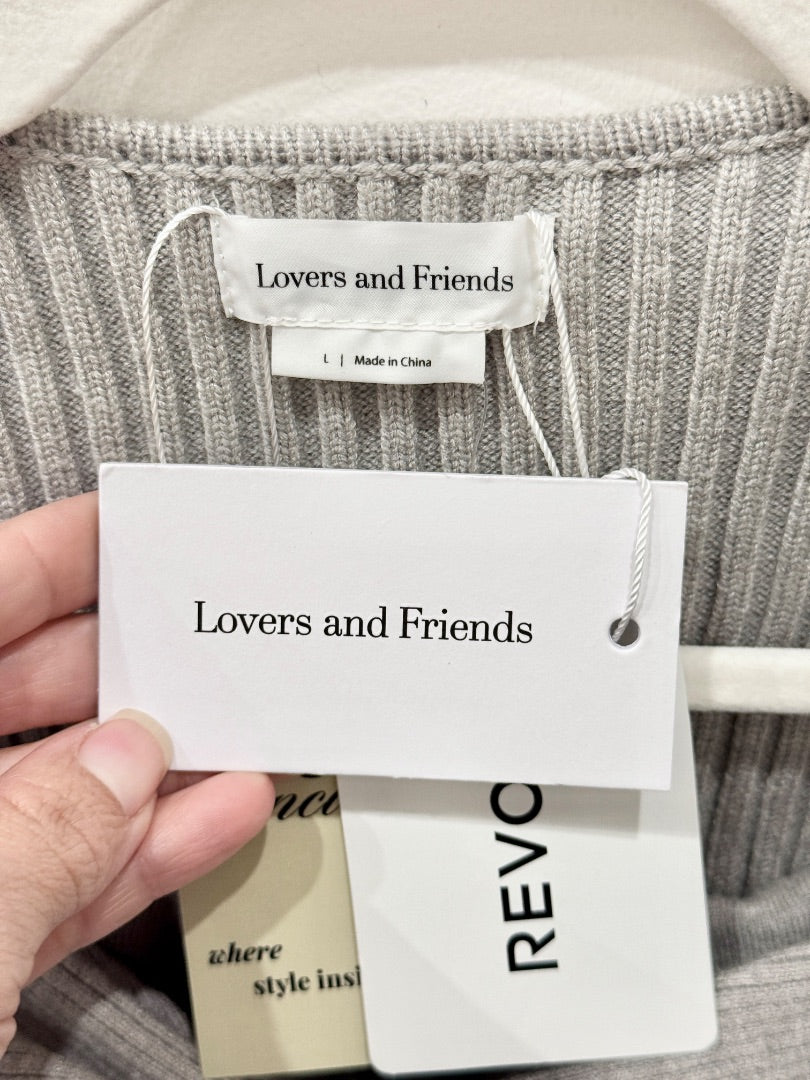 Lovers and Friends
L | Made in China
Lovers and Friends
where
style insi
REVO